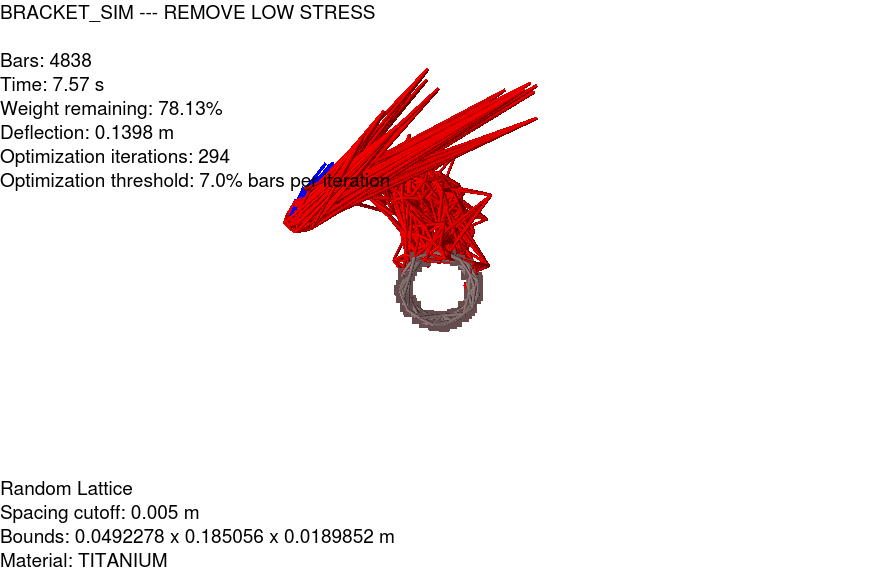 BRACKET_SIM --- REMOVE LOW STRESS
Bars: 4838
Time: 7.57 s
Weight remaining: 78.13%
Deflection: 0.1398 m
Optimization iterations: 294
Optimization threshold: 7.0% bars per iteration
Random Lattice
Spacing cutoff: 0.005 m
Bounds: 0.0492278 x 0.185056 x 0.0189852 m
Material: TITANIUM